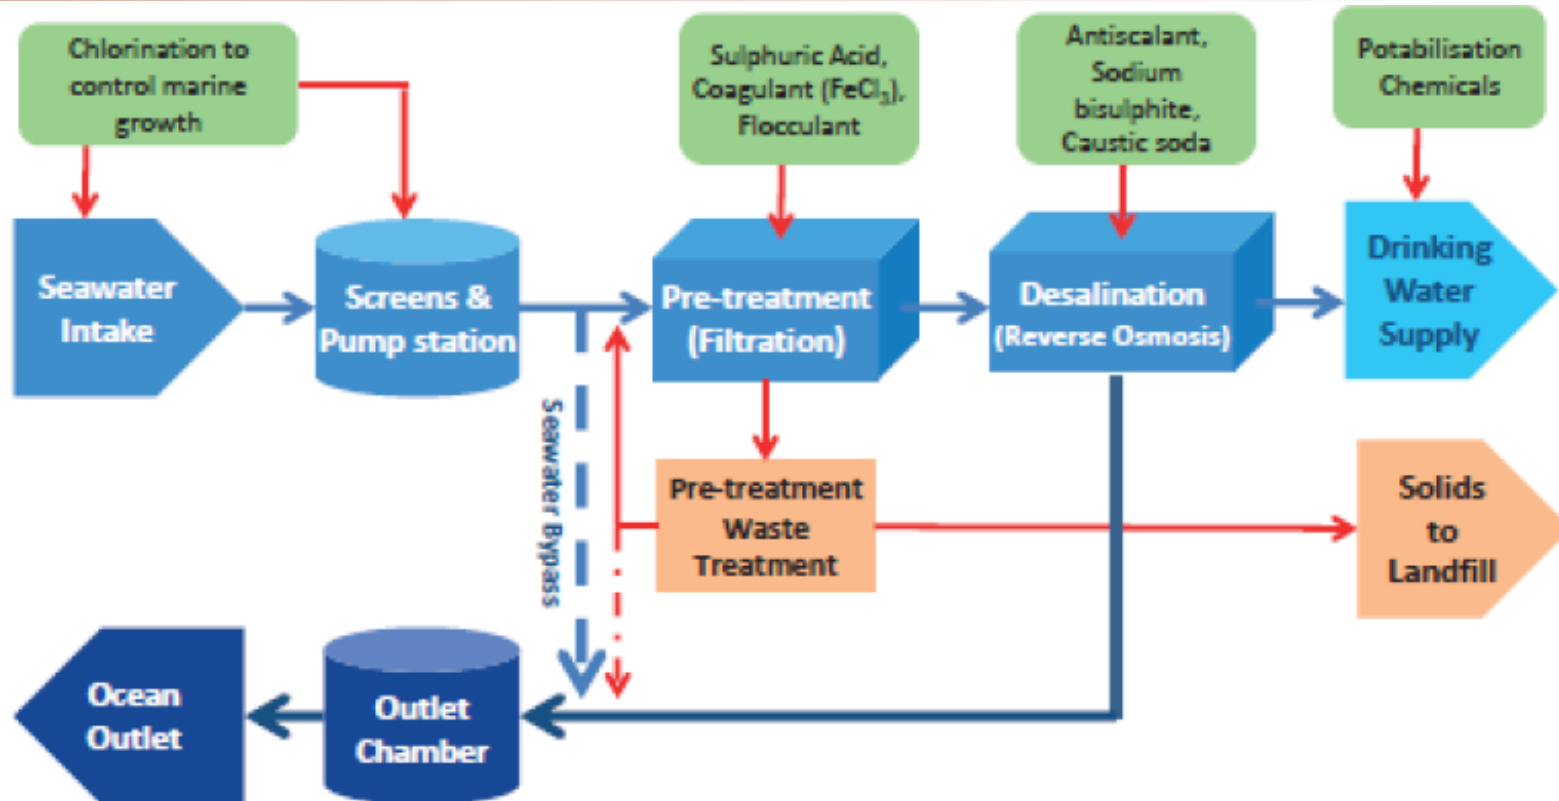 Chlorination to
control marine
growth
Sulphuric Acid,
Coagulant (FeCl₃),
Flocculant
Antiscalant,
Sodium
bisulphite,
Caustic soda
Potabilisation
Chemicals
Seawater
Intake
Screens &
Pump station
Pre-treatment
(Filtration)
Desalination
(Reverse Osmosis)
Drinking
Water
Supply
Seawater Bypass
Pre-treatment
Waste
Treatment
Solids
to
Landfill
Ocean
Outlet
Outlet
Chamber